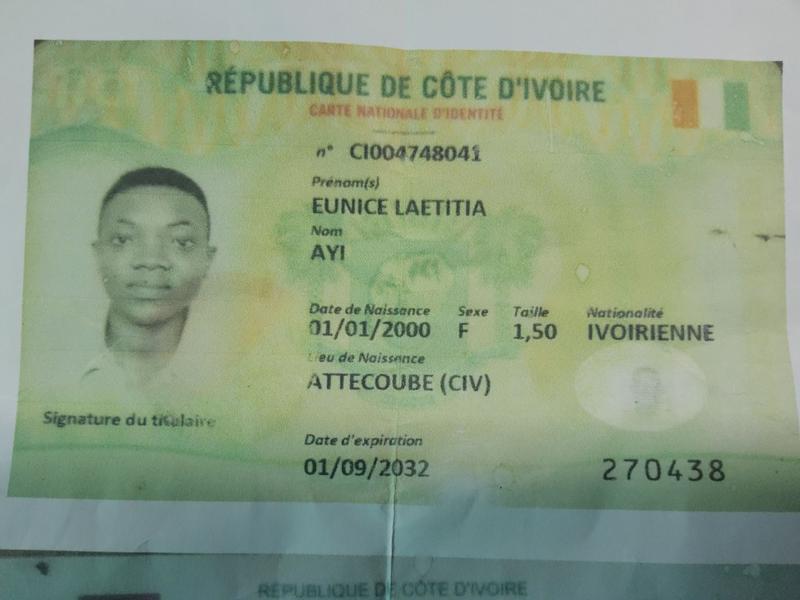 RÉPUBLIQUE DE CÔTE D'IVOIRE
CARTE NATIONALE D'IDENTITÉ
n° CI004748041
Prénom(s)
EUNICE LAETITIA
Nom
AYI
Date de Naissance Sexe Taille Nationalité
01/01/2000 F 1,50 IVOIRIENNE
Lieu de Naissance
ATTECOUBE (CIV)
Signature du titulaire
Date d'expiration
01/09/2032
270438
RÉPUBLIQUE DE CÔTE D'IVOIRE